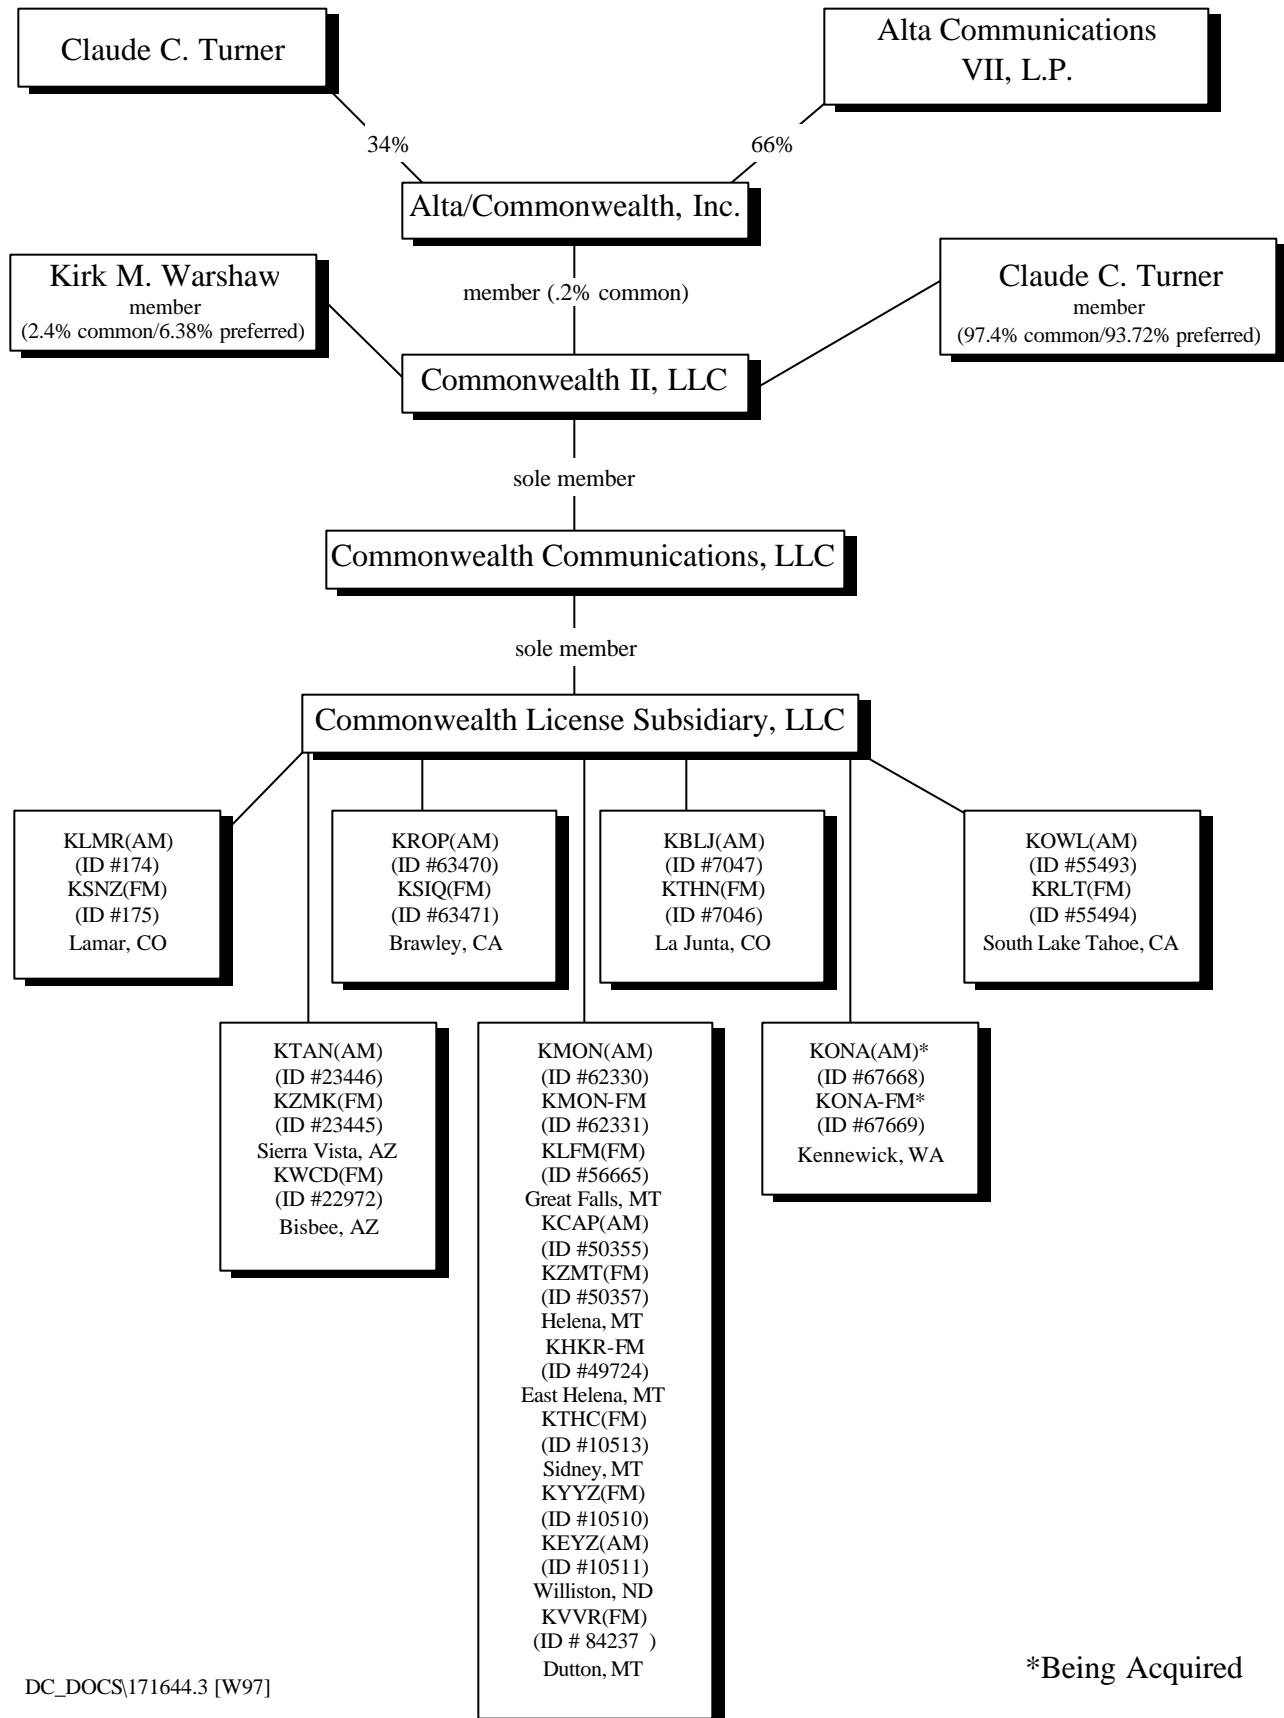 Claude C. Turner
Alta Communications
VII, L.P.
34%
66%
Alta/Commonwealth, Inc.
Kirk M. Warshaw
member
(2.4% common/6.38% preferred)
member (.2% common)
Claude C. Turner
member
(97.4% common/93.72% preferred)
Commonwealth II, LLC
sole member
Commonwealth Communications, LLC
sole member
Commonwealth License Subsidiary, LLC
KLMR(AM)
(ID #174)
KSNZ(FM)
(ID #175)
Lamar, CO
KROP(AM)
(ID #63470)
KSIQ(FM)
(ID #63471)
Brawley, CA
KBLJ(AM)
(ID #7047)
KTHN(FM)
(ID #7046)
La Junta, CO
KOWL(AM)
(ID #55493)
KRLT(FM)
(ID #55494)
South Lake Tahoe, CA
KTAN(AM)
(ID #23446)
KZMK(FM)
(ID #23445)
Sierra Vista, AZ
KWCD(FM)
(ID #22972)
Bisbee, AZ
KMON(AM)
(ID #62330)
KMON-FM
(ID #62331)
KLFM(FM)
(ID #56665)
Great Falls, MT
KCAP(AM)
(ID #50355)
KZMT(FM)
(ID #50357)
Helena, MT
KHKR-FM
(ID #49724)
East Helena, MT
KTHC(FM)
(ID #10513)
Sidney, MT
KYYZ(FM)
(ID #10510)
KEYZ(AM)
(ID #10511)
Williston, ND
KVVR(FM)
(ID # 84237 )
Dutton, MT
KONA(AM)*
(ID #67668)
KONA-FM*
(ID #67669)
Kennewick, WA
*Being Acquired
DC_DOCS\171644.3 [W97]